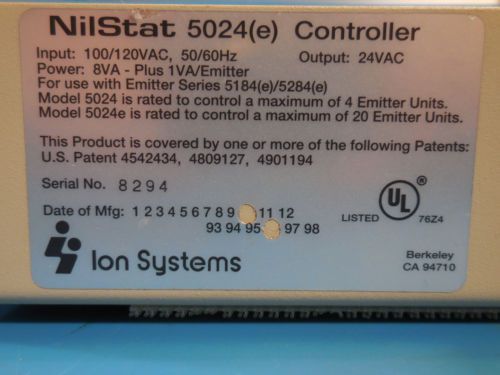 NilStat 5024(e) Controller
Input: 100/120VAC, 50/60Hz Output: 24VAC
Power: 8VA - Plus 1VA/Emitter
For use with Emitter Series 5184(e)/5284(e)
Model 5024 is rated to control a maximum of 4 Emitter Units.
Model 5024e is rated to control a maximum of 20 Emitter Units.
This Product is covered by one or more of the following Patents:
U.S. Patent 4542434, 4809127, 4901194
Serial No. 8294
UL ®
LISTED 76Z4
Date of Mfg: 1 2 3 4 5 6 7 8 9 11 12
93 94 95 97 98
Ion Systems
Berkeley
CA 94710